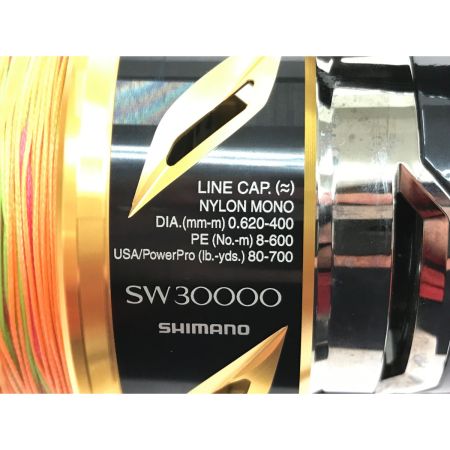 LINE CAP. (≈)
NYLON MONO
DIA.(mm-m) 0.620-400
PE (No.-m) 8-600
USA/PowerPro (lb.-yds.) 80-700
SW30000
SHIMANO